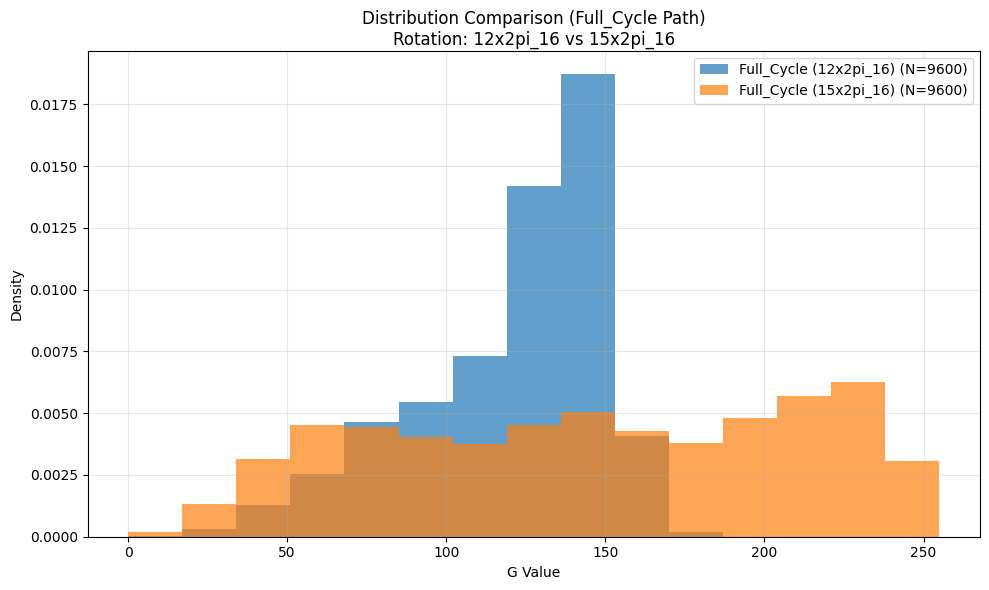 Distribution Comparison (Full_Cycle Path)
Rotation: 12x2pi_16 vs 15x2pi_16
Full_Cycle (12x2pi_16) (N=9600)
Full_Cycle (15x2pi_16) (N=9600)
Density
0.0175
0.0150
0.0125
0.0100
0.0075
0.0050
0.0025
0.0000
0 50 100 150 200 250
G Value